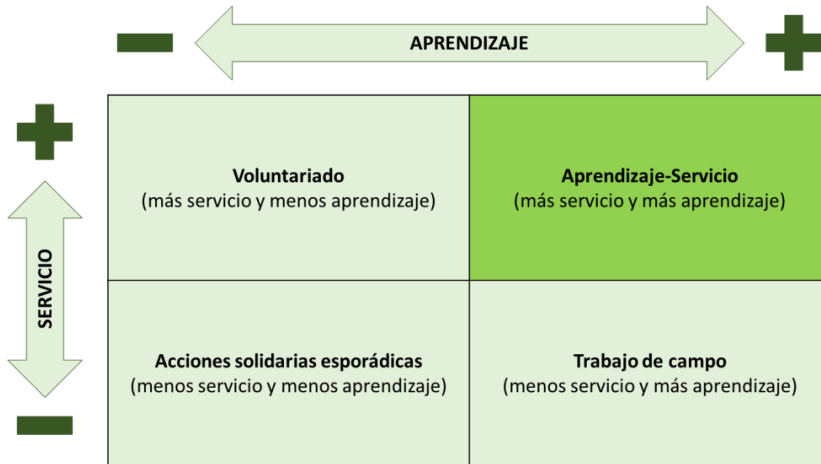 APRENDIZAJE
SERVICIO
Voluntariado
(más servicio y menos aprendizaje)
Aprendizaje-Servicio
(más servicio y más aprendizaje)
Acciones solidarias esporádicas
(menos servicio y menos aprendizaje)
Trabajo de campo
(menos servicio y más aprendizaje)